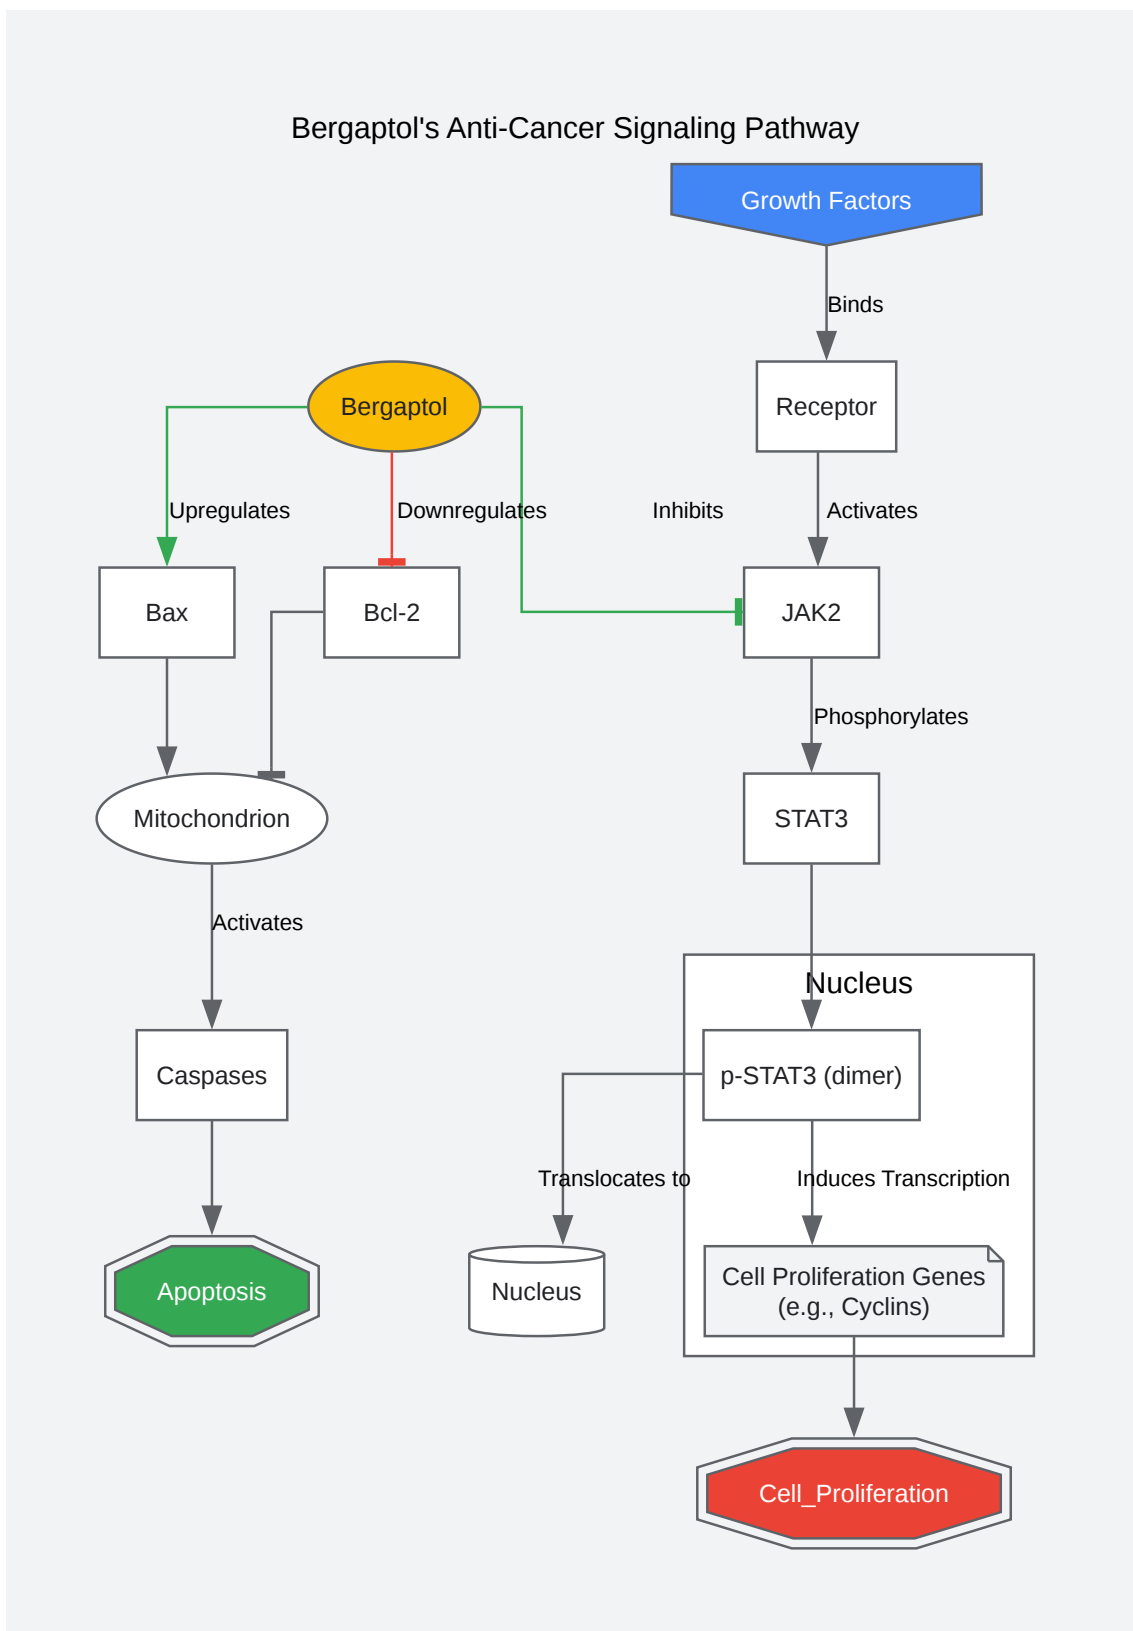 Bergaptol's Anti-Cancer Signaling Pathway
Growth Factors
Binds
Bergaptol
Receptor
Upregulates
Downregulates
Inhibits
Activates
Bax
Bcl-2
JAK2
Phosphorylates
Mitochondrion
STAT3
Activates
Nucleus
Caspases
p-STAT3 (dimer)
Translocates to
Induces Transcription
Apoptosis
Nucleus
Cell Proliferation Genes
(e.g., Cyclins)
Cell_Proliferation